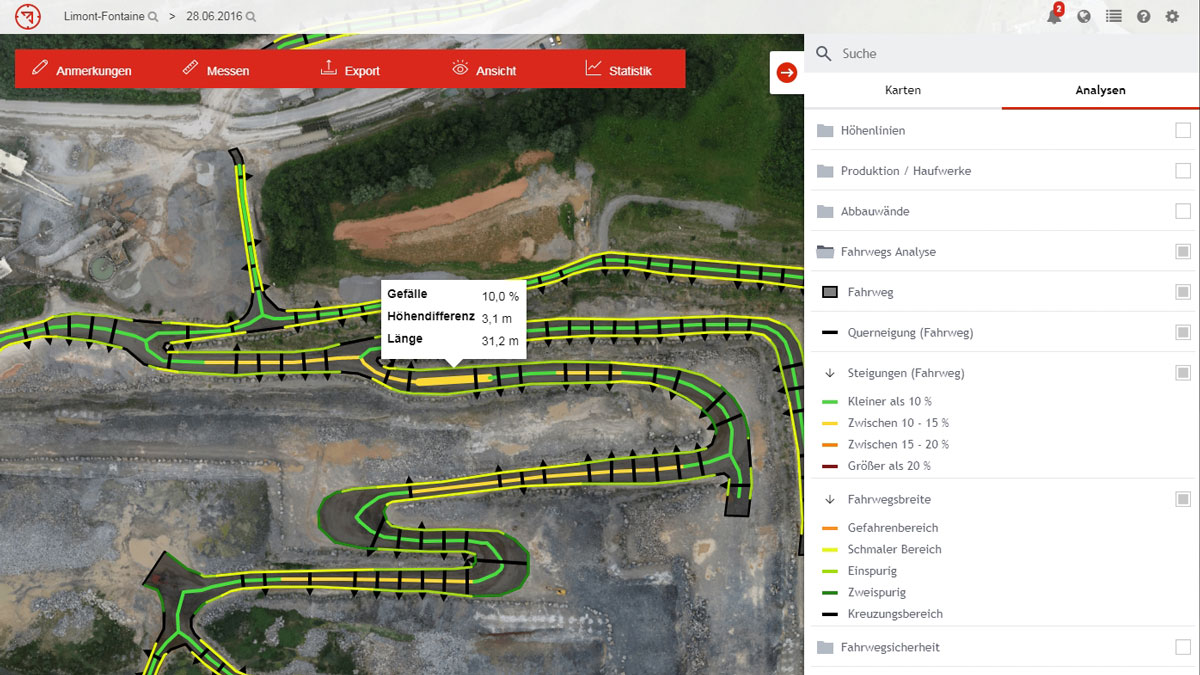 Limont-Fontaine > 28.06.2016
2
Anmerkungen Messen Export Ansicht Statistik
Suche
Karten Analysen
Höhenlinien
Produktion / Haufwerke
Abbauwände
Fahrwegs Analyse
Fahrweg
Querneigung (Fahrweg)
Steigungen (Fahrweg)
Kleiner als 10 %
Zwischen 10 - 15 %
Zwischen 15 - 20 %
Größer als 20 %
Fahrwegsbreite
Gefahrenbereich
Schmaler Bereich
Einspurig
Zweispurig
Kreuzungsbereich
Fahrwegsicherheit
Gefälle 10,0 %
Höhendifferenz 3,1 m
Länge 31,2 m